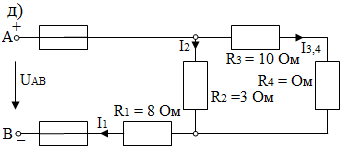 д)
+
A
I2
I3,4
R3 = 10 Ом
UAB
R2 =3 Ом
R4= Ом
I1
R1 = 8 Ом
B
−